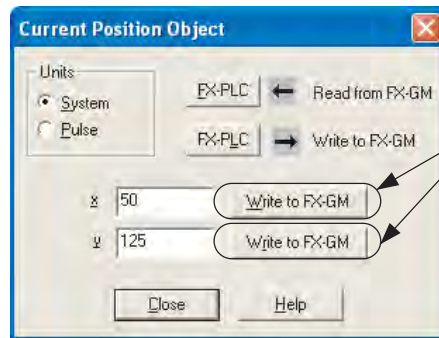 Current Position Object
Units
System
Pulse
FX-PLC Read from FX-GM
FX-PLC Write to FX-GM
x 50 Write to FX-GM
y 125 Write to FX-GM
Close Help